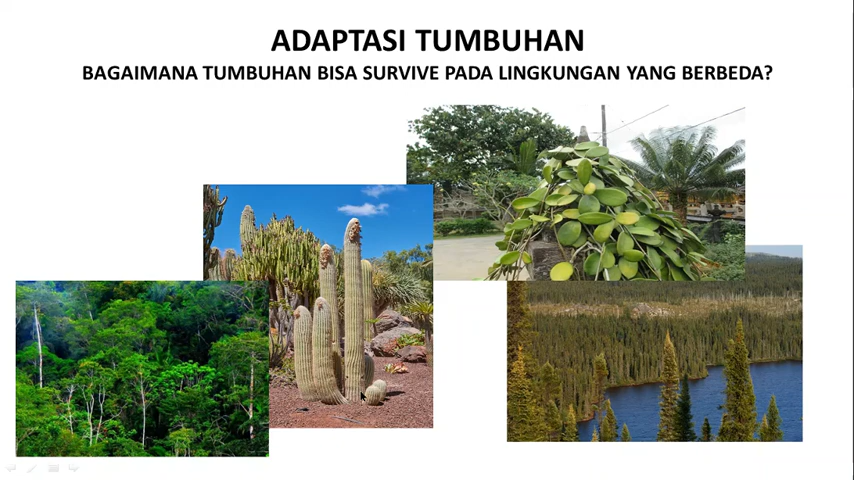 ADAPTASI TUMBUHAN
BAGAIMANA TUMBUHAN BISA SURVIVE PADA LINGKUNGAN YANG BERBEDA?